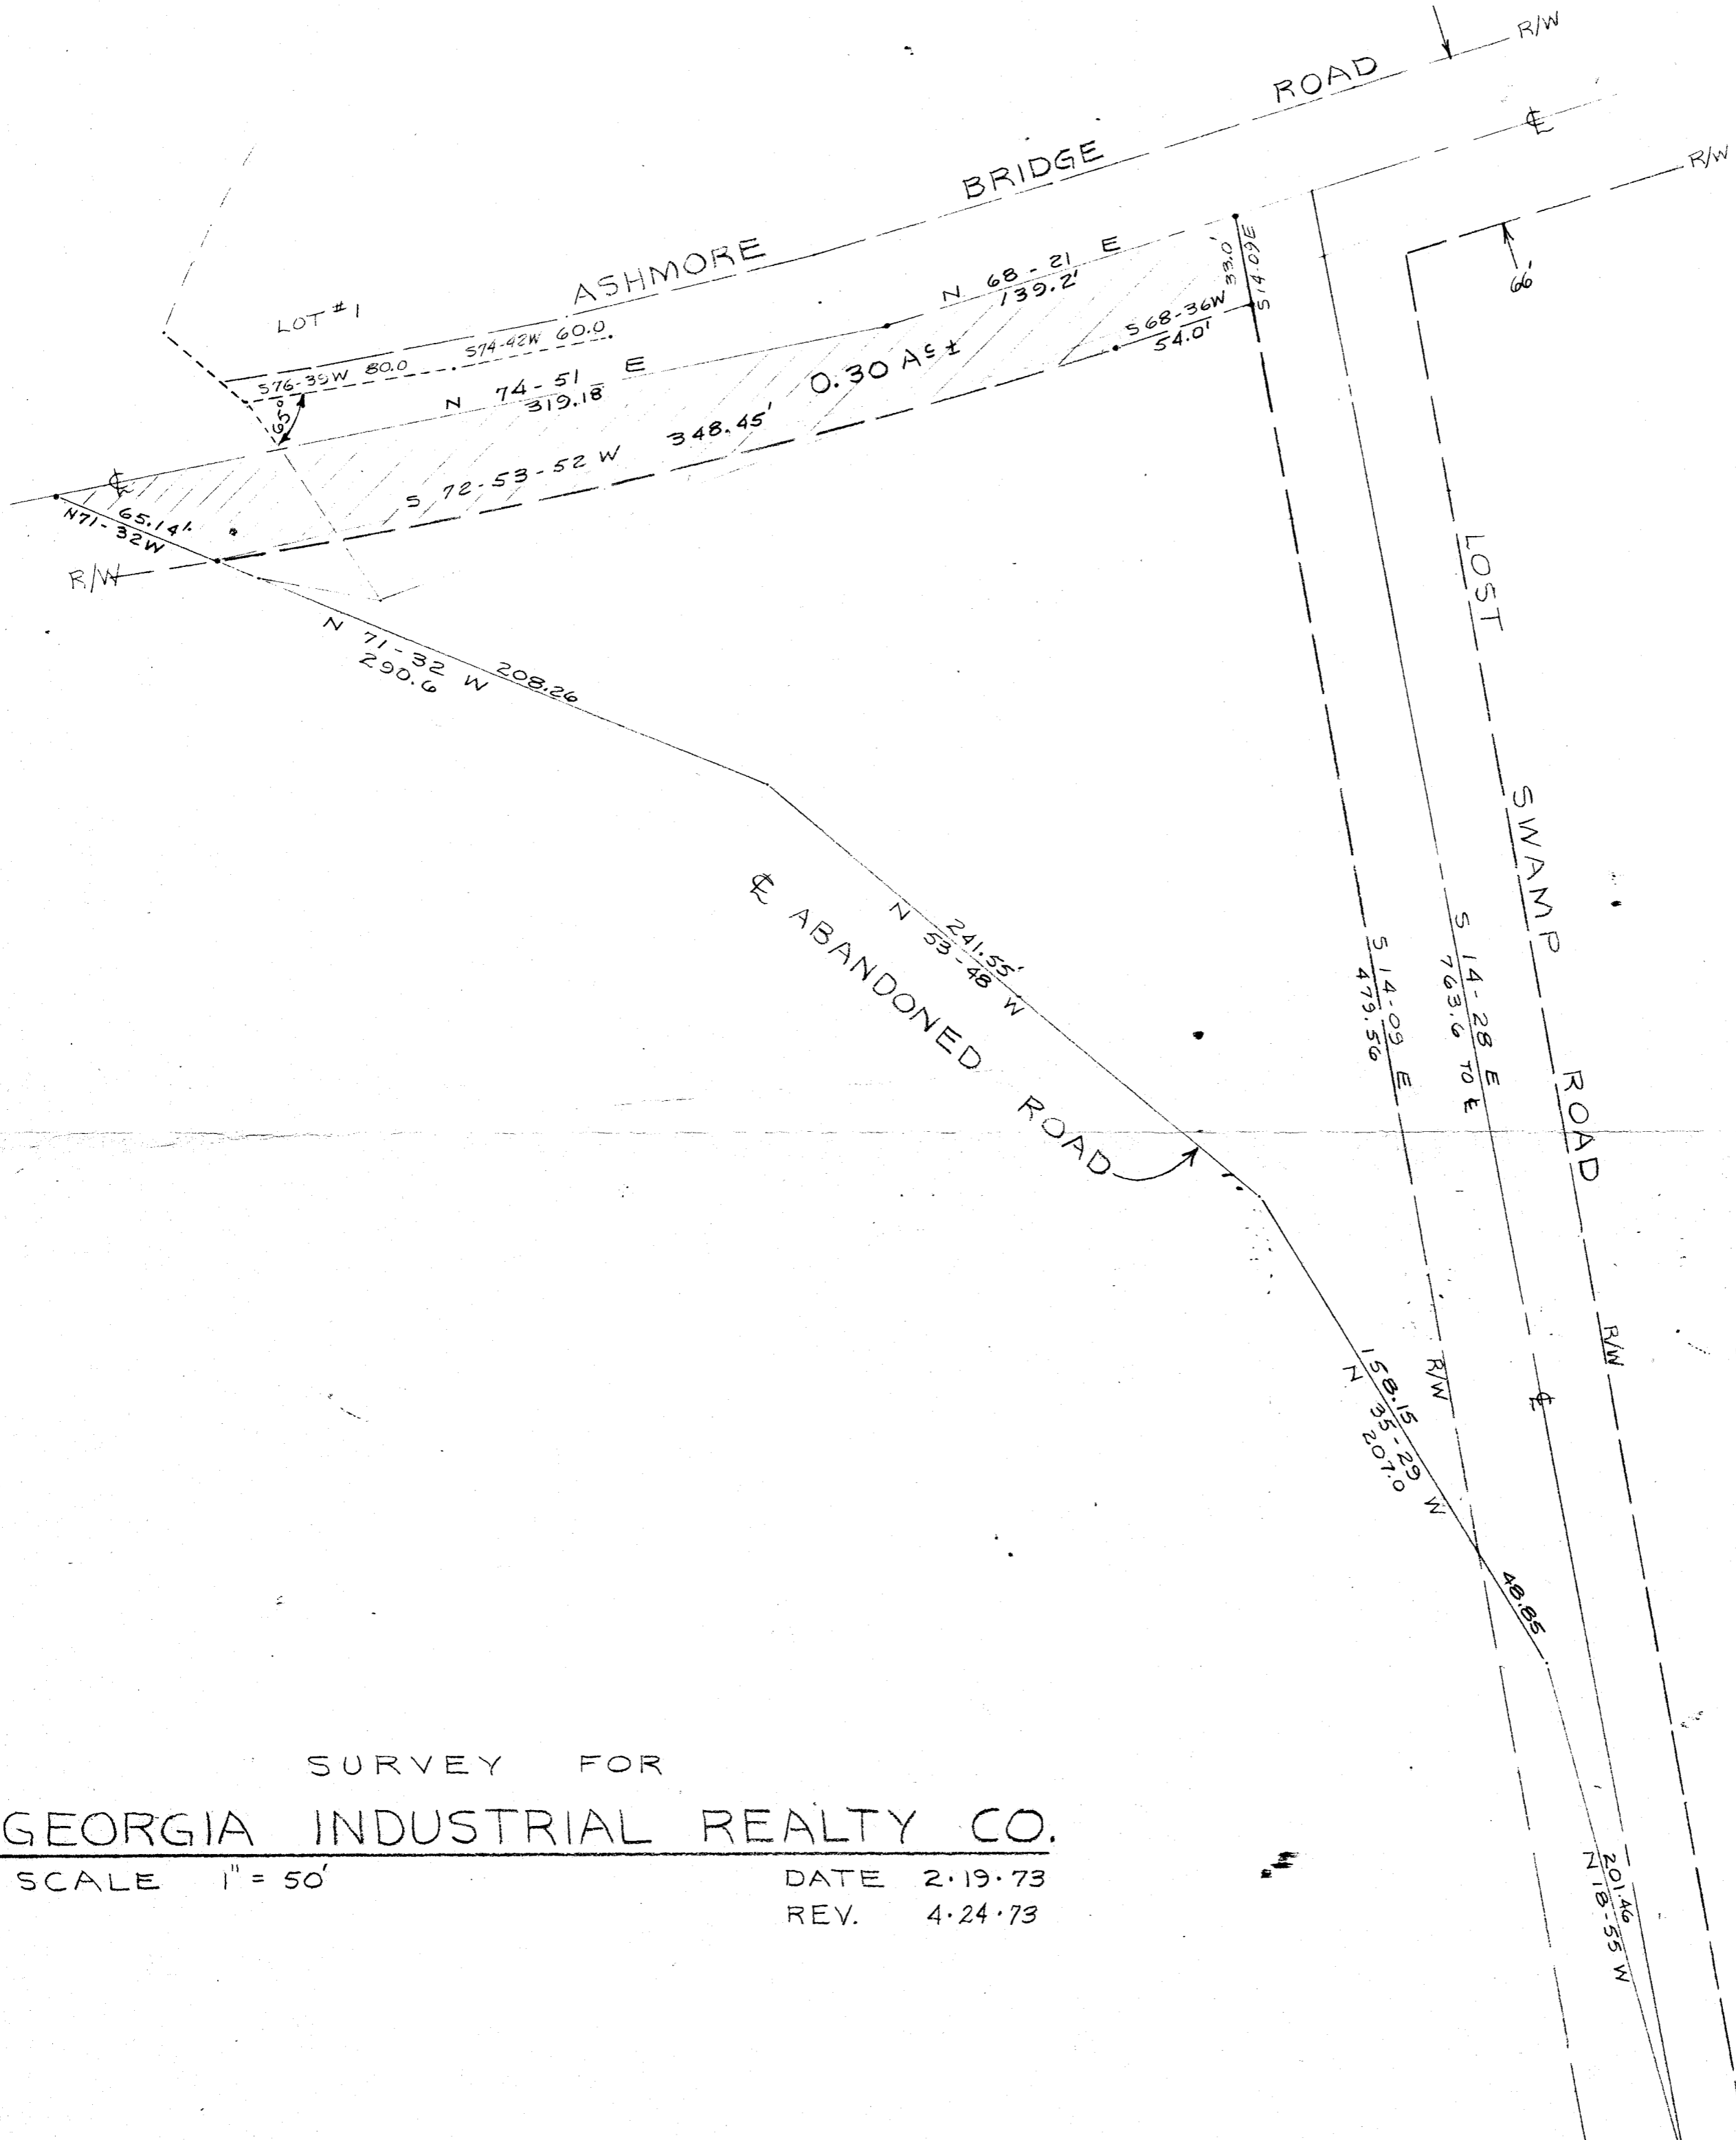 R/W
ROAD
℄
BRIDGE
R/W
ASHMORE
66'
LOT #1
N 68-21 E
139.2'
33.0'
S14-09E
S74-42W 60.0
S68-36W
54.0'
S76-39W 80.0
0.30 Ac ±
N 74-51 E
319.18
65°
348.45'
S 72-53-52 W
℄
65.14'
N71-32W
R/W
LOST
N 71-32 W
290.6
208.26
SWAMP
℄ ABANDONED ROAD
241.55'
N 53-48 W
S 14-09 E
479.56
S 14-28 E
763.6 TO ℄
ROAD
R/W
R/W
℄
158.15
N 35-29 W
207.0
48.85
SURVEY FOR
GEORGIA INDUSTRIAL REALTY CO.
SCALE 1" = 50'
DATE 2·19·73
REV. 4·24·73
201.46
N 18-55 W